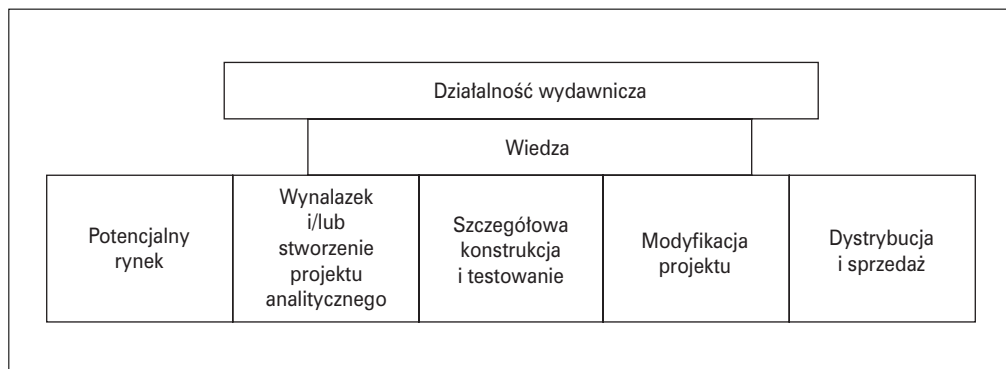 Działalność wydawnicza
Wiedza
Potencjalny
rynek
Wynalazek
i/lub
stworzenie
projektu
analitycznego
Szczegółowa
konstrukcja
i testowanie
Modyfikacja
projektu
Dystrybucja
i sprzedaż